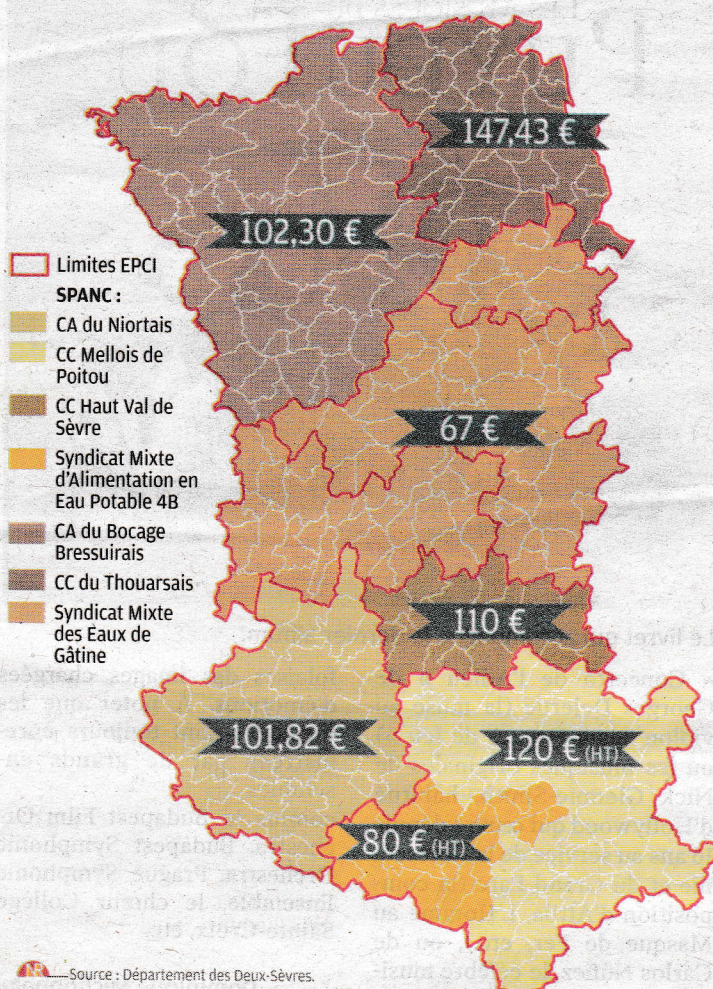 147,43 €
102,30 €
Limites EPCI
SPANC :
CA du Niortais
CC Mellois de
Poitou
CC Haut Val de
Sèvre
Syndicat Mixte
d'Alimentation en
Eau Potable 4B
CA du Bocage
Bressuirais
CC du Thouarsais
Syndicat Mixte
des Eaux de
Gâtine
67 €
110 €
101,82 €
120 € (HT)
80 € (HT)
NR
Source : Département des Deux-Sèvres.